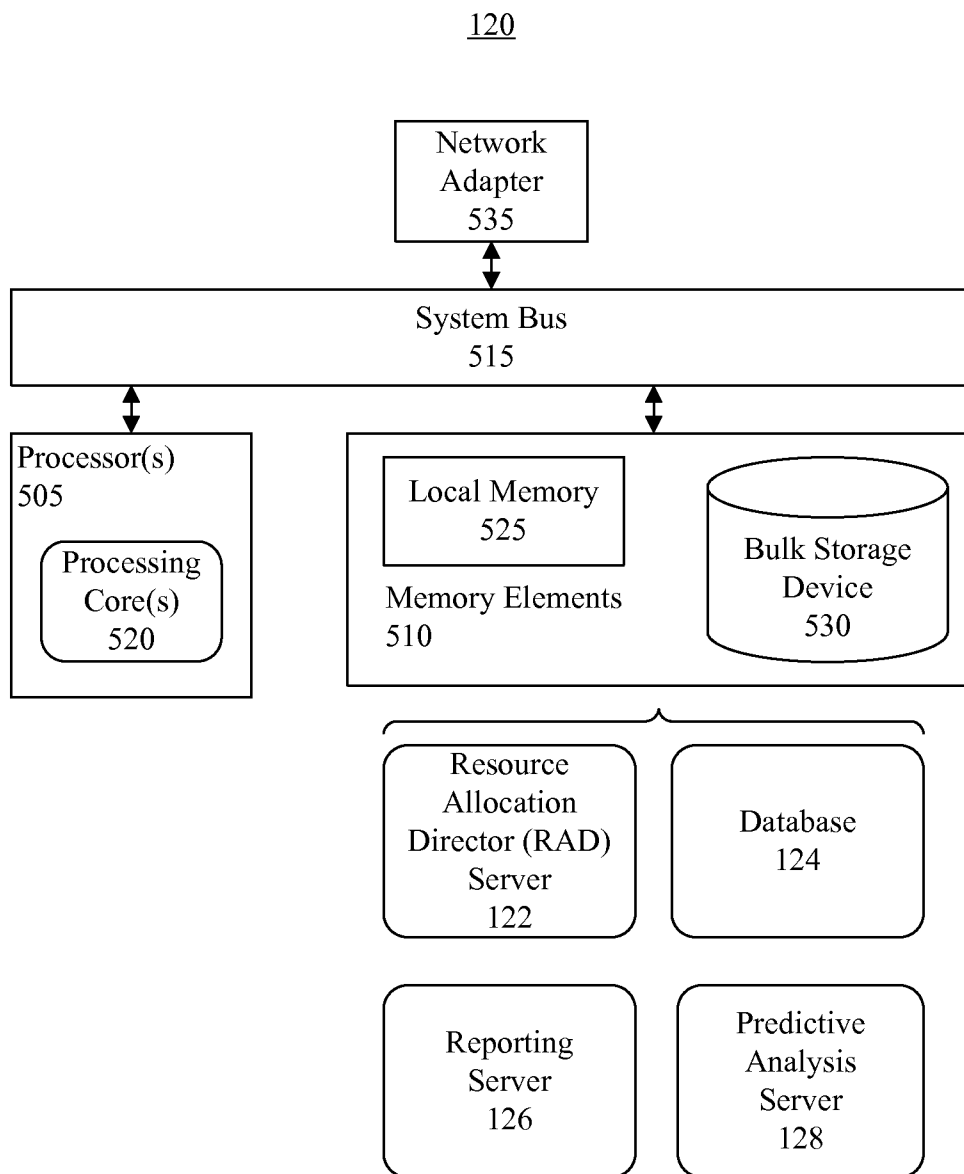 120
Network
Adapter
535
System Bus
515
Processor(s)
505
Processing
Core(s)
520
Local Memory
525
Memory Elements
510
Bulk Storage
Device
530
Resource
Allocation
Director (RAD)
Server
122
Database
124
Reporting
Server
126
Predictive
Analysis
Server
128